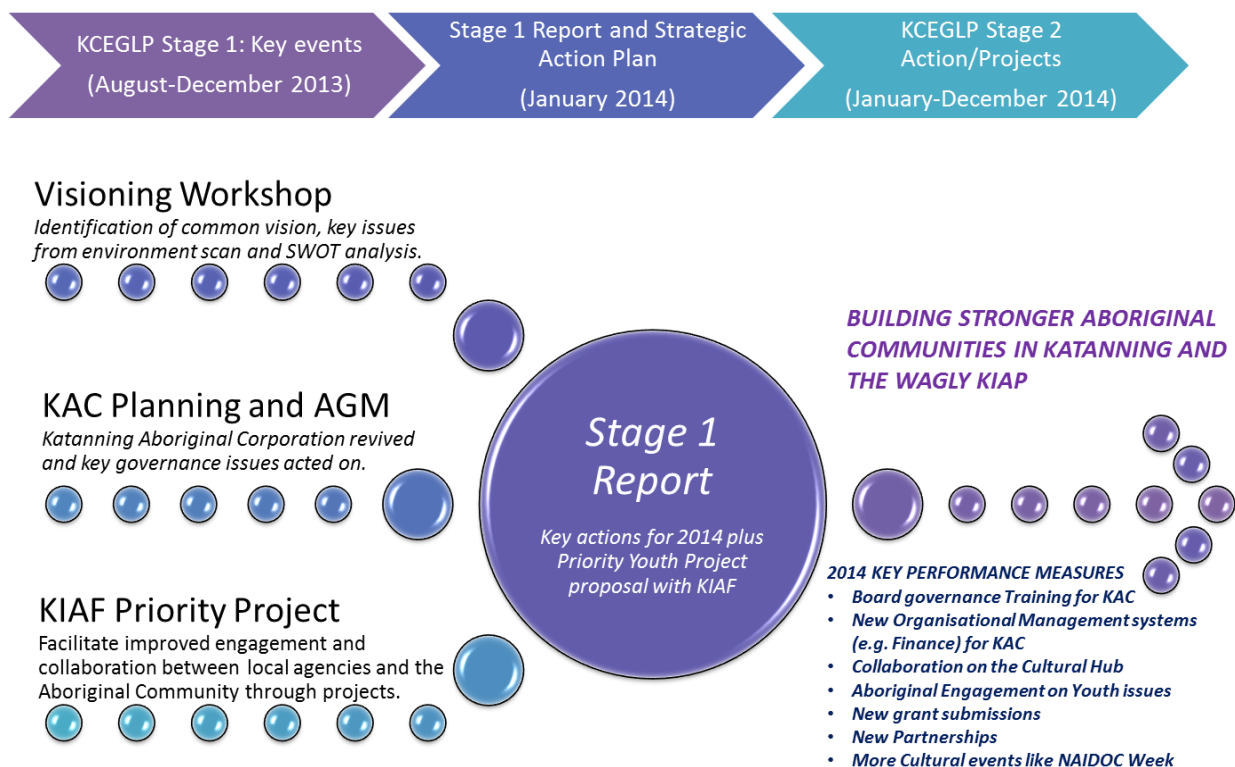 KCEGLP Stage 1: Key events
(August-December 2013)
Stage 1 Report and Strategic
Action Plan
(January 2014)
KCEGLP Stage 2
Action/Projects
(January-December 2014)
Visioning Workshop
Identification of common vision, key issues
from environment scan and SWOT analysis.
KAC Planning and AGM
Katanning Aboriginal Corporation revived
and key governance issues acted on.
KIAF Priority Project
Facilitate improved engagement and
collaboration between local agencies and the
Aboriginal Community through projects.
Stage 1
Report
Key actions for 2014 plus
Priority Youth Project
proposal with KIAF
BUILDING STRONGER ABORIGINAL
COMMUNITIES IN KATANNING AND
THE WAGLY KIAP
2014 KEY PERFORMANCE MEASURES
• Board governance Training for KAC
• New Organisational Management systems
(e.g. Finance) for KAC
• Collaboration on the Cultural Hub
• Aboriginal Engagement on Youth issues
• New grant submissions
• New Partnerships
• More Cultural events like NAIDOC Week